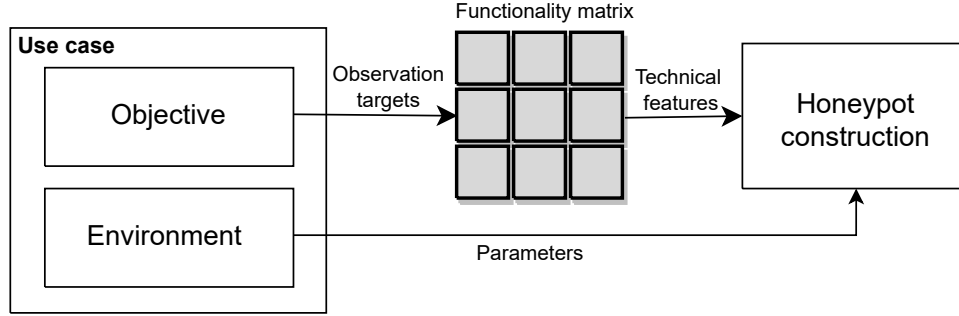 Functionality matrix
Use case
Objective
Observation
targets
Technical
features
Honeypot
construction
Environment
Parameters